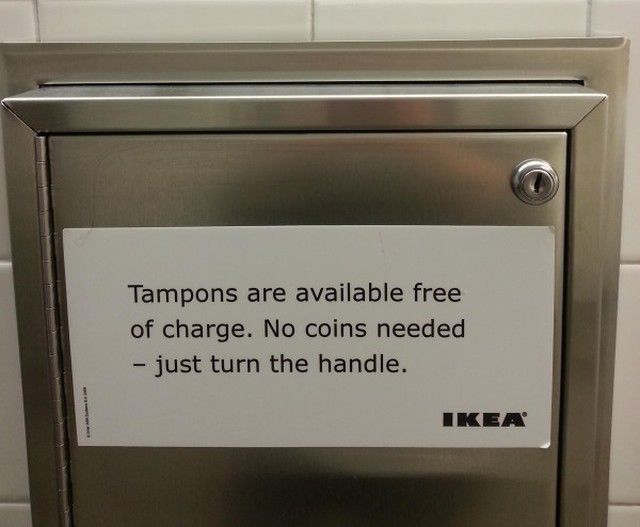 Tampons are available free
of charge. No coins needed
– just turn the handle.
IKEA®